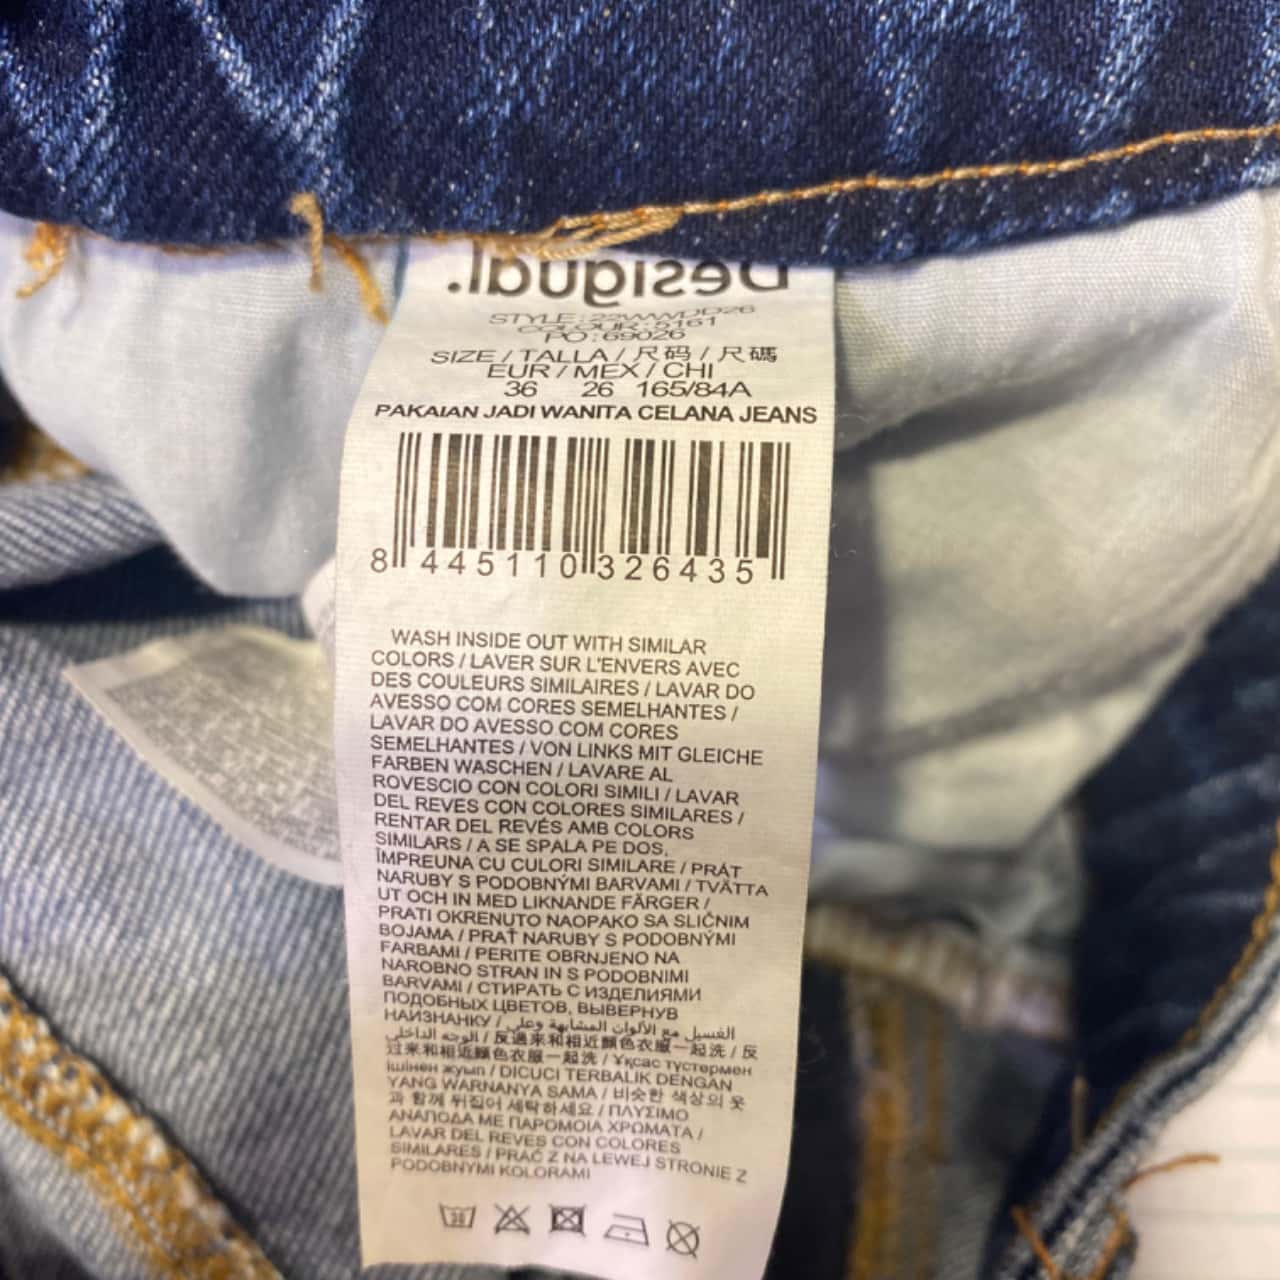 Desigual.
STYLE : 22WWDD26
COLOUR : 5161
PO : 69026
SIZE / TALLA / 尺码 / 尺碼
EUR / MEX / CHI
36 26 165/84A
PAKAIAN JADI WANITA CELANA JEANS
8 445110 326435
WASH INSIDE OUT WITH SIMILAR
COLORS / LAVER SUR L'ENVERS AVEC
DES COULEURS SIMILAIRES / LAVAR DO
AVESSO COM CORES SEMELHANTES /
LAVAR DO AVESSO COM CORES
SEMELHANTES / VON LINKS MIT GLEICHE
FARBEN WASCHEN / LAVARE AL
ROVESCIO CON COLORI SIMILI / LAVAR
DEL REVES CON COLORES SIMILARES /
RENTAR DEL REVÉS AMB COLORS
SIMILARS / A SE SPALA PE DOS,
ÎMPREUNA CU CULORI SIMILARE / PRÁT
NARUBY S PODOBNÝMI BARVAMI / TVÄTTA
UT OCH IN MED LIKNANDE FÄRGER /
PRATI OKRENUTO NAOPAKO SA SLIČNIM
BOJAMA / PRAŤ NARUBY S PODOBNÝMI
FARBAMI / PERITE OBRNJENO NA
NAROBNO STRAN IN S PODOBNIMI
BARVAMI / СТИРАТЬ С ИЗДЕЛИЯМИ
ПОДОБНЫХ ЦВЕТОВ, ВЫВЕРНУВ
НАИЗНАНКУ / الغسيل مع الألوان المشابهة وعلى
الوجه الداخلي / 反過來和相近顏色衣服一起洗 / 反
过来和相近颜色衣服一起洗 / Ұқсас түстермен
ішінен жуып / DICUCI TERBALIK DENGAN
YANG WARNANYA SAMA / 비슷한 색상의 옷
과 함께 뒤집어 세탁하세요 / ΠΛΥΣΙΜΟ
ΑΝΑΠΟΔΑ ΜΕ ΠΑΡΟΜΟΙΑ ΧΡΩΜΑΤΑ /
LAVAR DEL REVES CON COLORES
SIMILARES / PRAĆ Z NA LEWEJ STRONIE Z
PODOBNYMI KOLORAMI